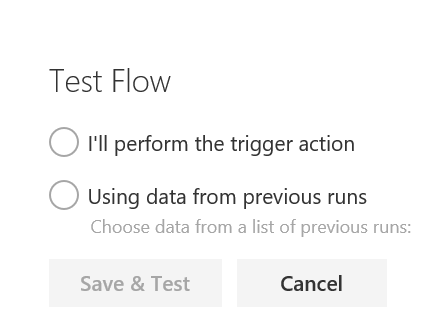 Test Flow
I'll perform the trigger action
Using data from previous runs
Choose data from a list of previous runs:
Save & Test
Cancel